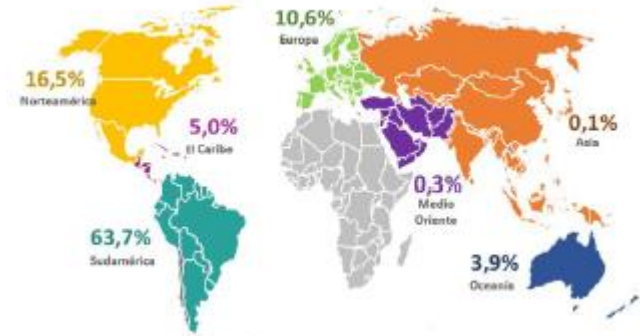 10,6%
Europa
16,5%
Norteamérica
5,0%
El Caribe
0,1%
Asia
0,3%
Medio
Oriente
63,7%
Sudamérica
3,9%
Oceanía